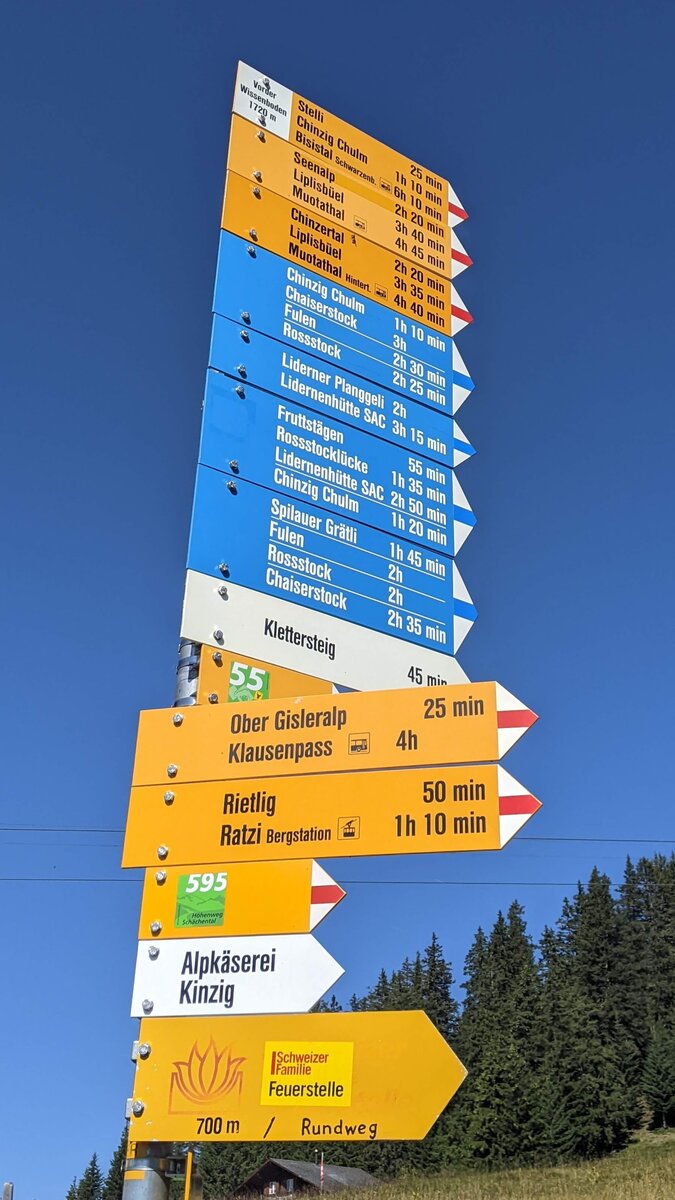 Vorder
Wissenboden
1720 m
Stelli 25 min
Chinzig Chulm 1h 10 min
Bisistal Schwarzenb. 6h 10 min
Seenalp 2h 20 min
Liplisbüel 3h 40 min
Muotathal 4h 45 min
Chinzertal 2h 20 min
Liplisbüel 3h 35 min
Muotathal Hintert. 4h 40 min
Chinzig Chulm 1h 10 min
Chaiserstock 3h
Fulen 2h 30 min
Rossstock 2h 25 min
Liderner Planggeli 2h
Lidernenhütte SAC 3h 15 min
Fruttstägen 55 min
Rossstocklücke 1h 35 min
Lidernenhütte SAC 2h 50 min
Chinzig Chulm 1h 20 min
Spilauer Grätli 1h 45 min
Fulen 2h
Rossstock 2h
Chaiserstock 2h 35 min
Klettersteig 45 min
55
Ober Gisleralp 25 min
Klausenpass 4h
Rietlig 50 min
Ratzi Bergstation 1h 10 min
595
Höhenweg
Schächental
Alpkäserei
Kinzig
Schweizer
Familie
Feuerstelle
700 m / Rundweg